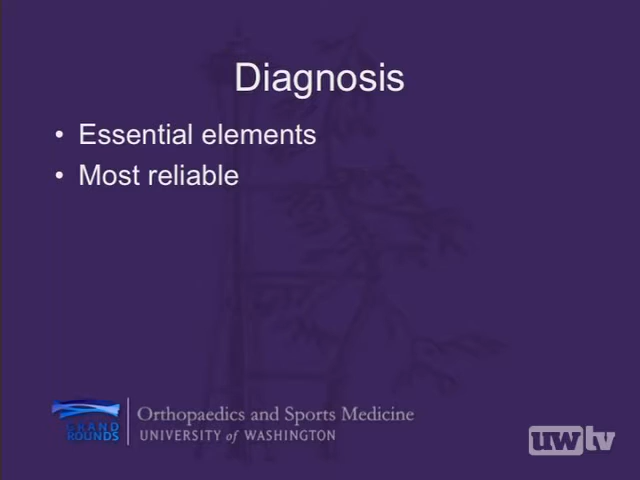 Diagnosis
• Essential elements
• Most reliable
GRAND
ROUNDS
Orthopaedics and Sports Medicine
UNIVERSITY of WASHINGTON
uwtv